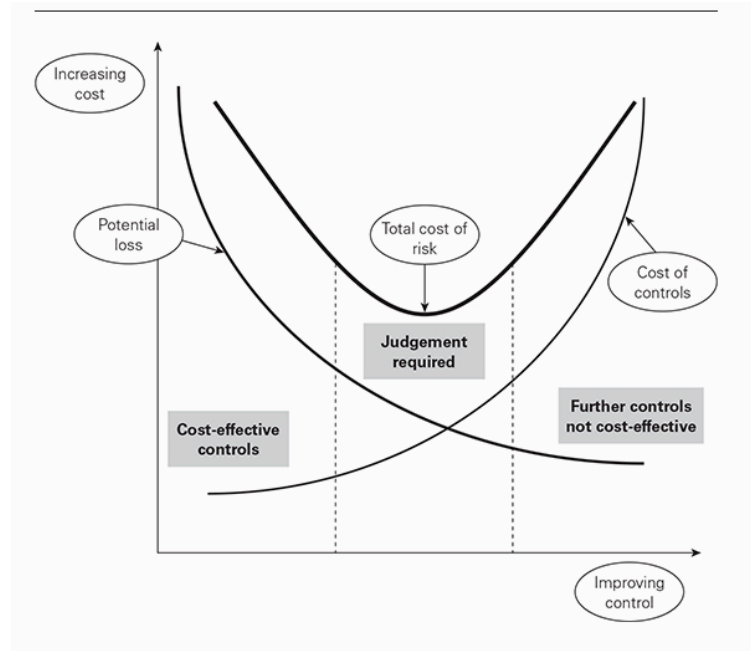 Increasing
cost
Potential
loss
Total cost of
risk
Cost of
controls
Judgement
required
Cost-effective
controls
Further controls
not cost-effective
Improving
control